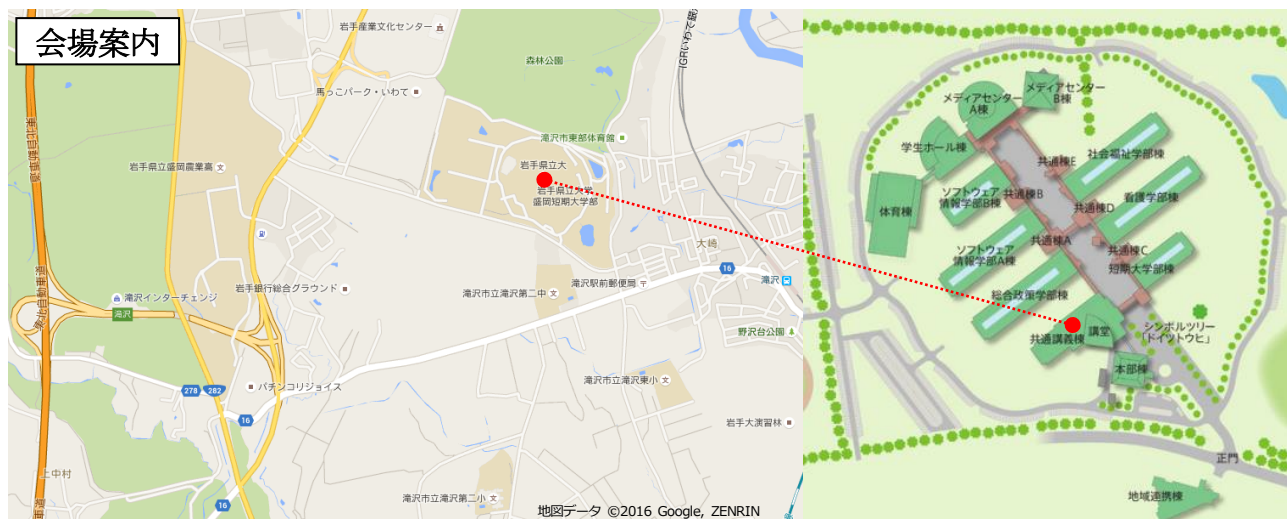 会場案内
岩手産業文化センター
森林公園
IGRいわて銀
馬っこパーク・いわて
滝沢市東部体育館
岩手県立盛岡農業高
岩手県立大
岩手県立大学
盛岡短期大学部
東北自動車道
大崎
16
滝沢
滝沢インターチェンジ
滝沢
岩手銀行総合グラウンド
滝沢市立滝沢第二中
滝沢駅前郵便局
東北自動車道
野沢台公園
パチンコリジョイス
278
282
16
滝沢市立滝沢東小
岩手大演習林
上中村
滝沢市立滝沢第二小
16
車道
地図データ ©2016 Google, ZENRIN
メディアセンター
B棟
メディアセンター
A棟
学生ホール棟
共通棟E
社会福祉学部棟
体育棟
ソフトウェア
情報学部B棟
共通棟B
共通棟D
看護学部棟
ソフトウェア
情報学部A棟
共通棟A
共通棟C
短期大学部棟
総合政策学部棟
共通講義棟
講堂
シンボルツリー
「ドイツトウヒ」
本部棟
正門
地域連携棟